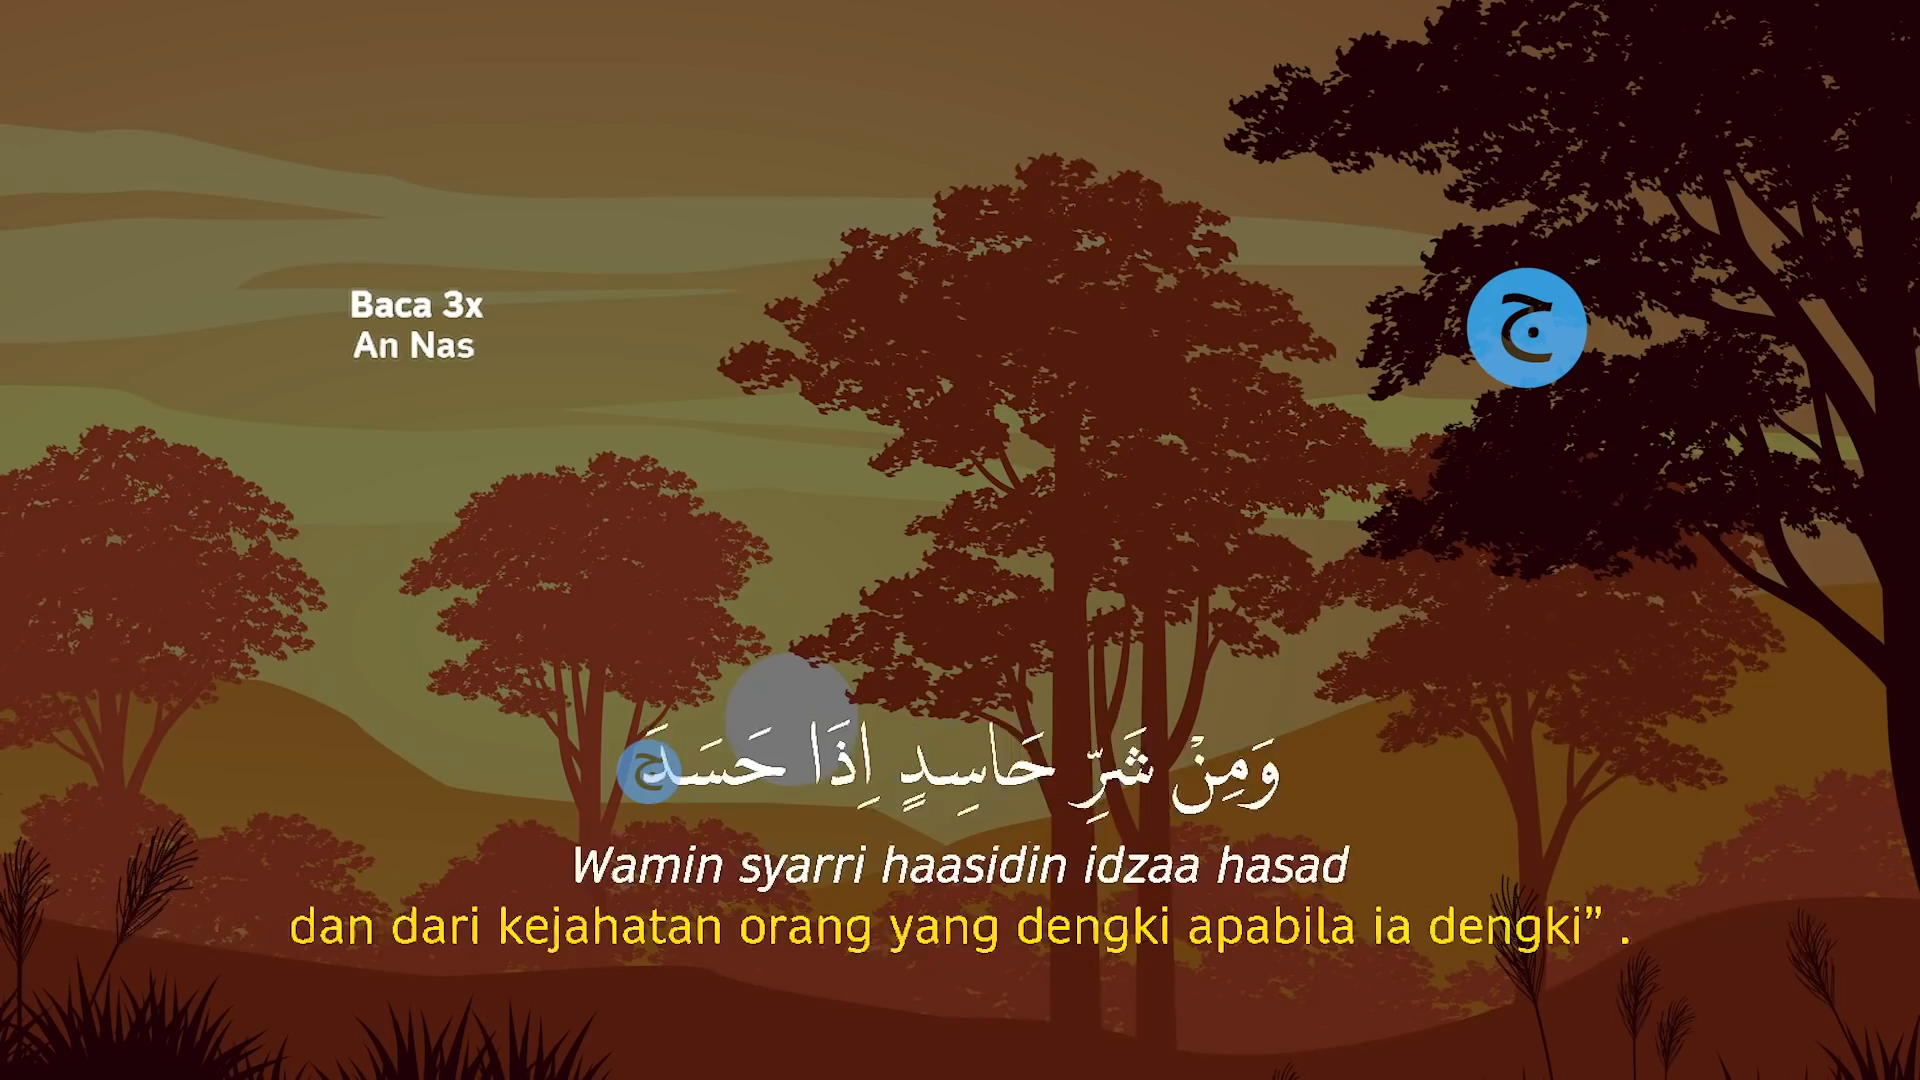 Baca 3x
An Nas
ج
وَمِنْ شَرِّ حَاسِدٍ اِذَا حَسَدَ ج
Wamin syarri haasidin idzaa hasad
dan dari kejahatan orang yang dengki apabila ia dengki” .